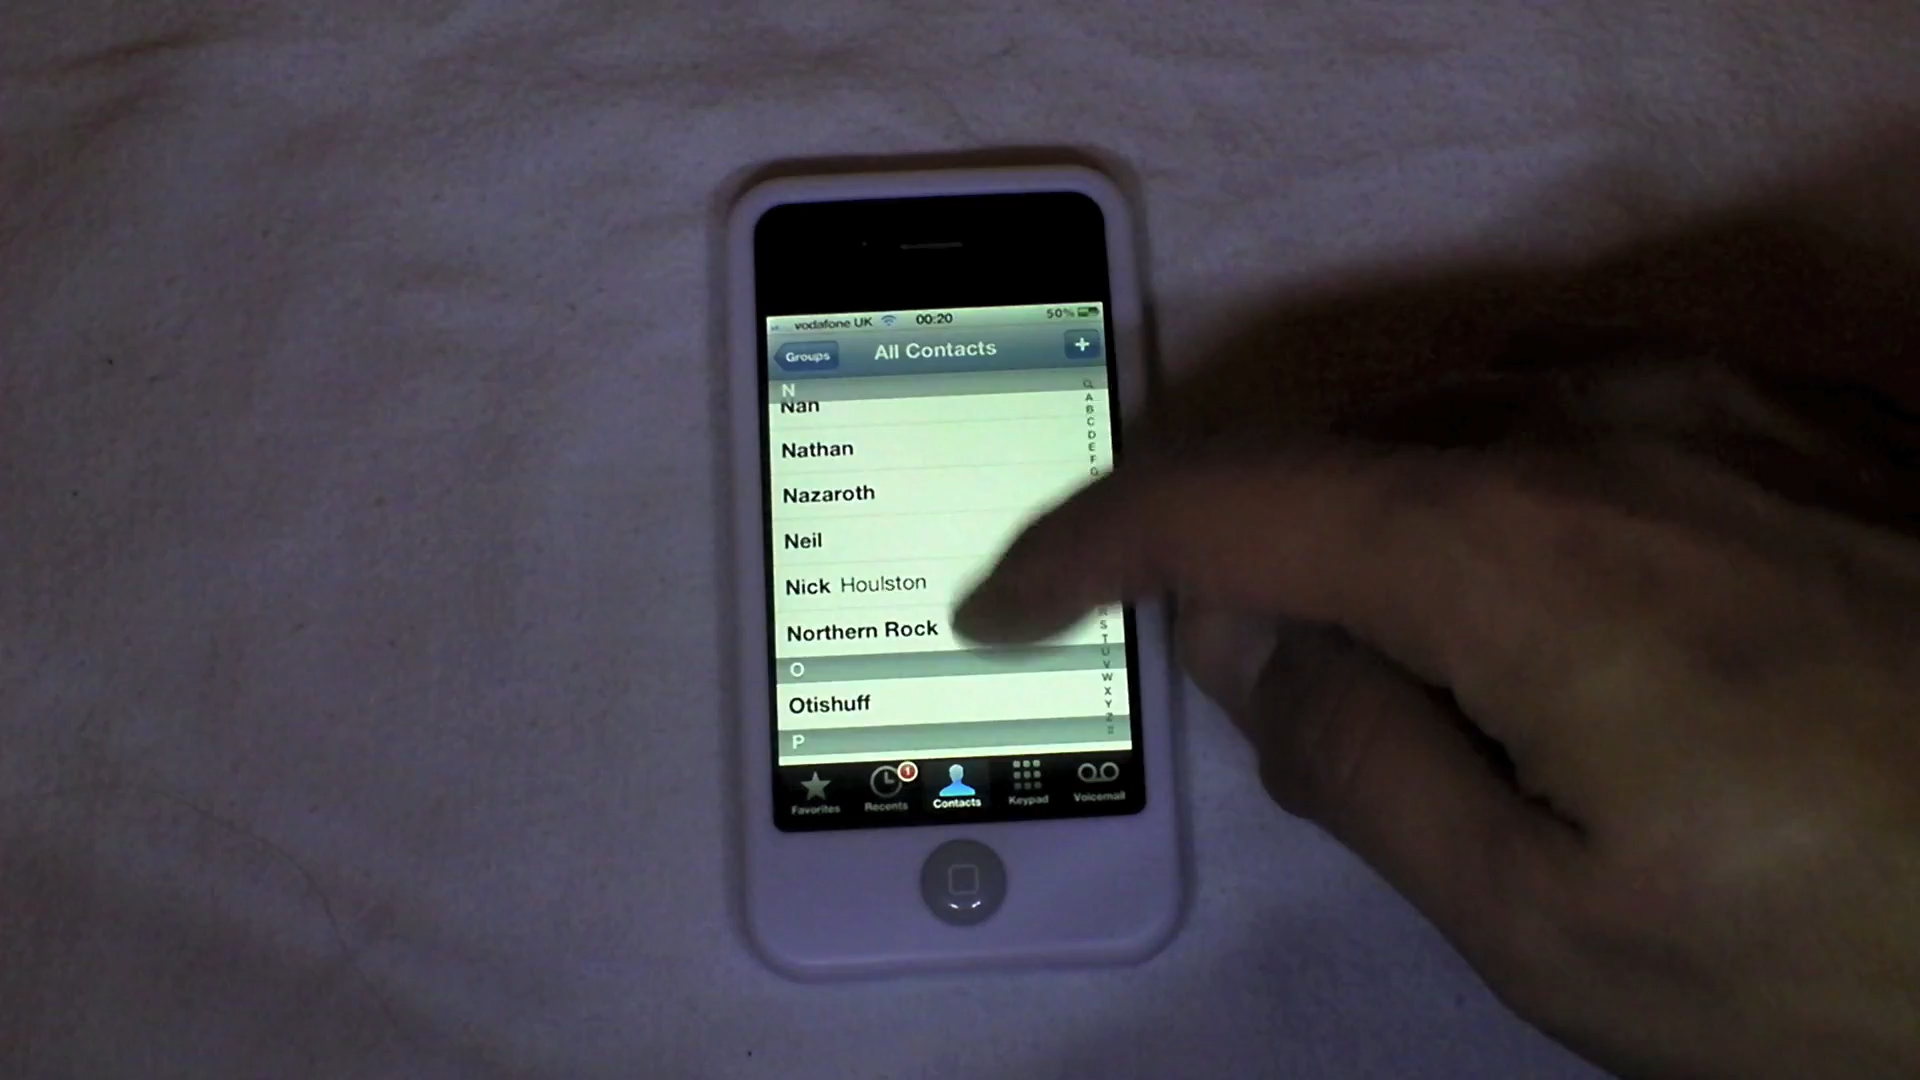 vodafone UK 00:20 50%
Groups All Contacts +
N
Nan
Nathan
Nazaroth
Neil
Nick Houlston
Northern Rock
O
Otishuff
P
A
B
C
D
E
F
G
S
T
U
V
W
X
Y
Z
#
1
Favorites Recents Contacts Keypad Voicemail